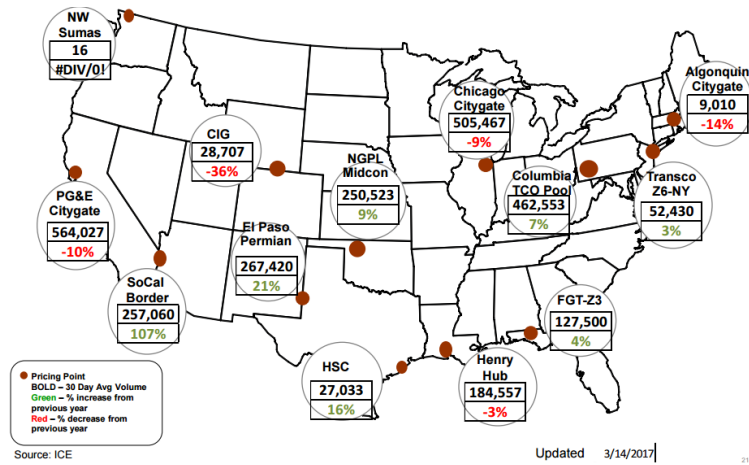 NW
Sumas
16
#DIV/0!
Algonquin
Citygate
9,010
-14%
Chicago
Citygate
505,467
-9%
CIG
28,707
-36%
NGPL
Midcon
250,523
9%
Columbia
TCO Pool
462,553
7%
Transco
Z6-NY
52,430
3%
PG&E
Citygate
564,027
-10%
El Paso
Permian
267,420
21%
SoCal
Border
257,060
107%
FGT-Z3
127,500
4%
HSC
27,033
16%
Henry
Hub
184,557
-3%
Pricing Point
BOLD – 30 Day Avg Volume
Green – % increase from
previous year
Red – % decrease from
previous year
Source: ICE
Updated 3/14/2017
21